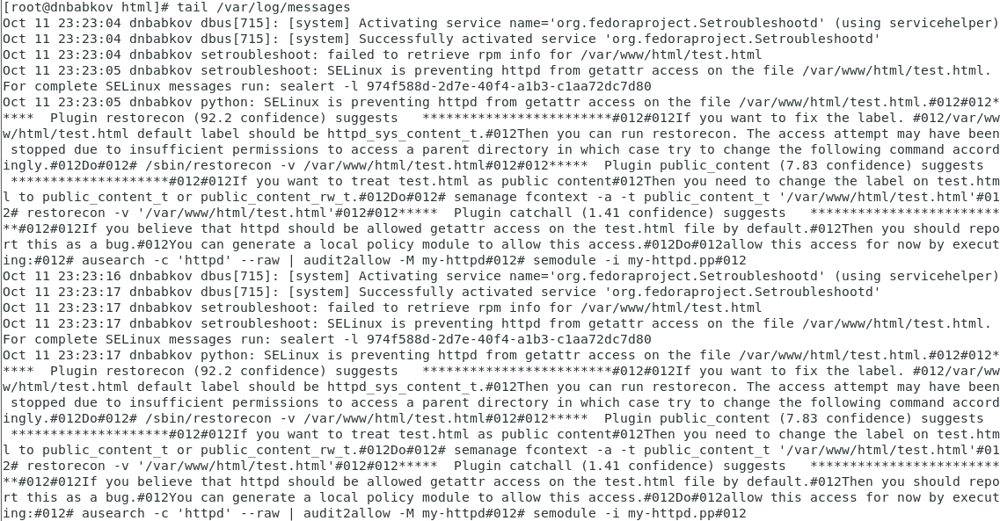 [root@dnbabkov html]# tail /var/log/messages
Oct 11 23:23:04 dnbabkov dbus[715]: [system] Activating service name='org.fedoraproject.Setroubleshootd' (using servicehelper)
Oct 11 23:23:04 dnbabkov dbus[715]: [system] Successfully activated service 'org.fedoraproject.Setroubleshootd'
Oct 11 23:23:04 dnbabkov setroubleshoot: failed to retrieve rpm info for /var/www/html/test.html
Oct 11 23:23:05 dnbabkov setroubleshoot: SELinux is preventing httpd from getattr access on the file /var/www/html/test.html.
For complete SELinux messages run: sealert -l 974f588d-2d7e-40f4-a1b3-c1aa72dc7d80
Oct 11 23:23:05 dnbabkov python: SELinux is preventing httpd from getattr access on the file /var/www/html/test.html.#012#012*
****  Plugin restorecon (92.2 confidence) suggests   ************************#012#012If you want to fix the label. #012/var/ww
w/html/test.html default label should be httpd_sys_content_t.#012Then you can run restorecon. The access attempt may have been
 stopped due to insufficient permissions to access a parent directory in which case try to change the following command accord
ingly.#012Do#012# /sbin/restorecon -v /var/www/html/test.html#012#012*****  Plugin public_content (7.83 confidence) suggests
 ********************#012#012If you want to treat test.html as public content#012Then you need to change the label on test.htm
l to public_content_t or public_content_rw_t.#012Do#012# semanage fcontext -a -t public_content_t '/var/www/html/test.html'#01
2# restorecon -v '/var/www/html/test.html'#012#012*****  Plugin catchall (1.41 confidence) suggests   ************************
**#012#012If you believe that httpd should be allowed getattr access on the test.html file by default.#012Then you should repo
rt this as a bug.#012You can generate a local policy module to allow this access.#012Do#012allow this access for now by execut
ing:#012# ausearch -c 'httpd' --raw | audit2allow -M my-httpd#012# semodule -i my-httpd.pp#012
Oct 11 23:23:16 dnbabkov dbus[715]: [system] Activating service name='org.fedoraproject.Setroubleshootd' (using servicehelper)
Oct 11 23:23:17 dnbabkov dbus[715]: [system] Successfully activated service 'org.fedoraproject.Setroubleshootd'
Oct 11 23:23:17 dnbabkov setroubleshoot: failed to retrieve rpm info for /var/www/html/test.html
Oct 11 23:23:17 dnbabkov setroubleshoot: SELinux is preventing httpd from getattr access on the file /var/www/html/test.html.
For complete SELinux messages run: sealert -l 974f588d-2d7e-40f4-a1b3-c1aa72dc7d80
Oct 11 23:23:17 dnbabkov python: SELinux is preventing httpd from getattr access on the file /var/www/html/test.html.#012#012*
****  Plugin restorecon (92.2 confidence) suggests   ************************#012#012If you want to fix the label. #012/var/ww
w/html/test.html default label should be httpd_sys_content_t.#012Then you can run restorecon. The access attempt may have been
 stopped due to insufficient permissions to access a parent directory in which case try to change the following command accord
ingly.#012Do#012# /sbin/restorecon -v /var/www/html/test.html#012#012*****  Plugin public_content (7.83 confidence) suggests
 ********************#012#012If you want to treat test.html as public content#012Then you need to change the label on test.htm
l to public_content_t or public_content_rw_t.#012Do#012# semanage fcontext -a -t public_content_t '/var/www/html/test.html'#01
2# restorecon -v '/var/www/html/test.html'#012#012*****  Plugin catchall (1.41 confidence) suggests   ************************
**#012#012If you believe that httpd should be allowed getattr access on the test.html file by default.#012Then you should repo
rt this as a bug.#012You can generate a local policy module to allow this access.#012Do#012allow this access for now by execut
ing:#012# ausearch -c 'httpd' --raw | audit2allow -M my-httpd#012# semodule -i my-httpd.pp#012